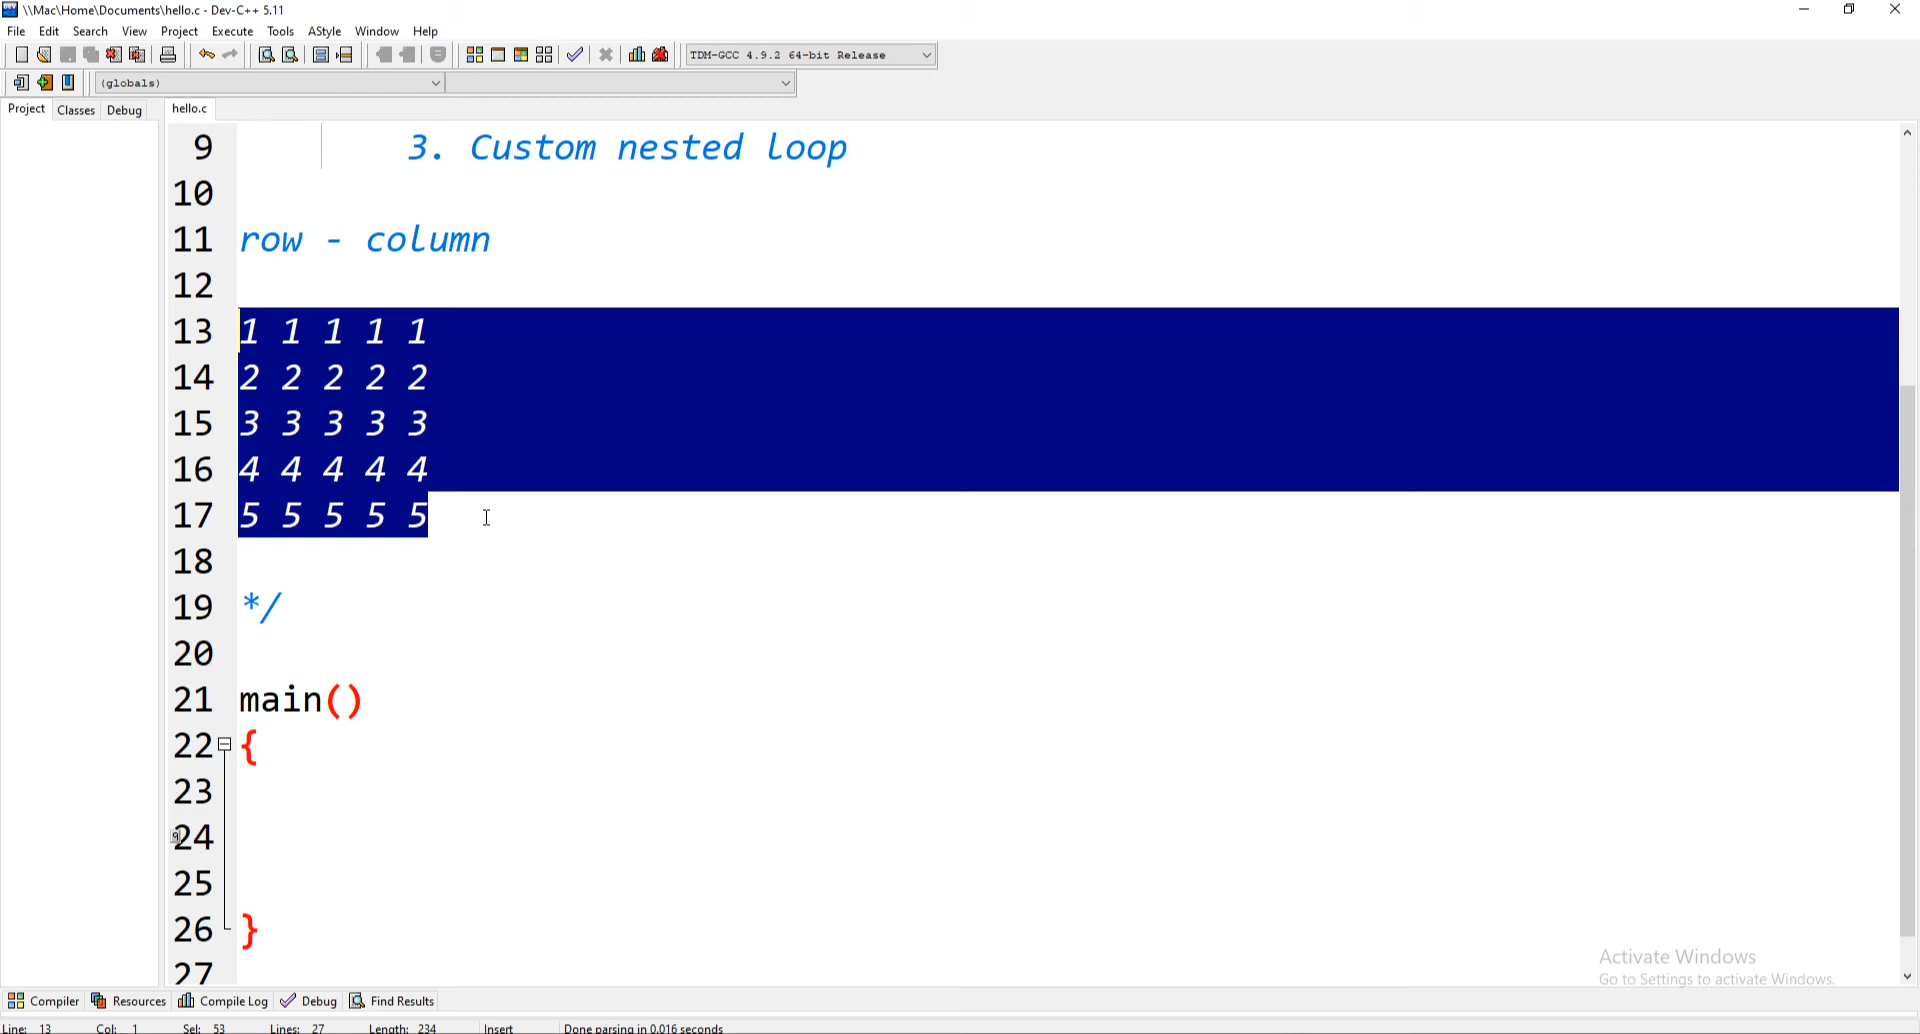 \\Mac\Home\Documents\hello.c - Dev-C++ 5.11
File Edit Search View Project Execute Tools AStyle Window Help
TDM-GCC 4.9.2 64-bit Release
(globals)
Project Classes Debug hello.c
9 3. Custom nested loop
10
11 row - column
12
13 1 1 1 1 1
14 2 2 2 2 2
15 3 3 3 3 3
16 4 4 4 4 4
17 5 5 5 5 5
18
19 */
20
21 main()
22 {
23
24
25
26 }
27
Activate Windows
Go to Settings to activate Windows.
Compiler Resources Compile Log Debug Find Results
Line: 13 Col: 1 Sel: 53 Lines: 27 Length: 234 Insert Done parsing in 0.016 seconds